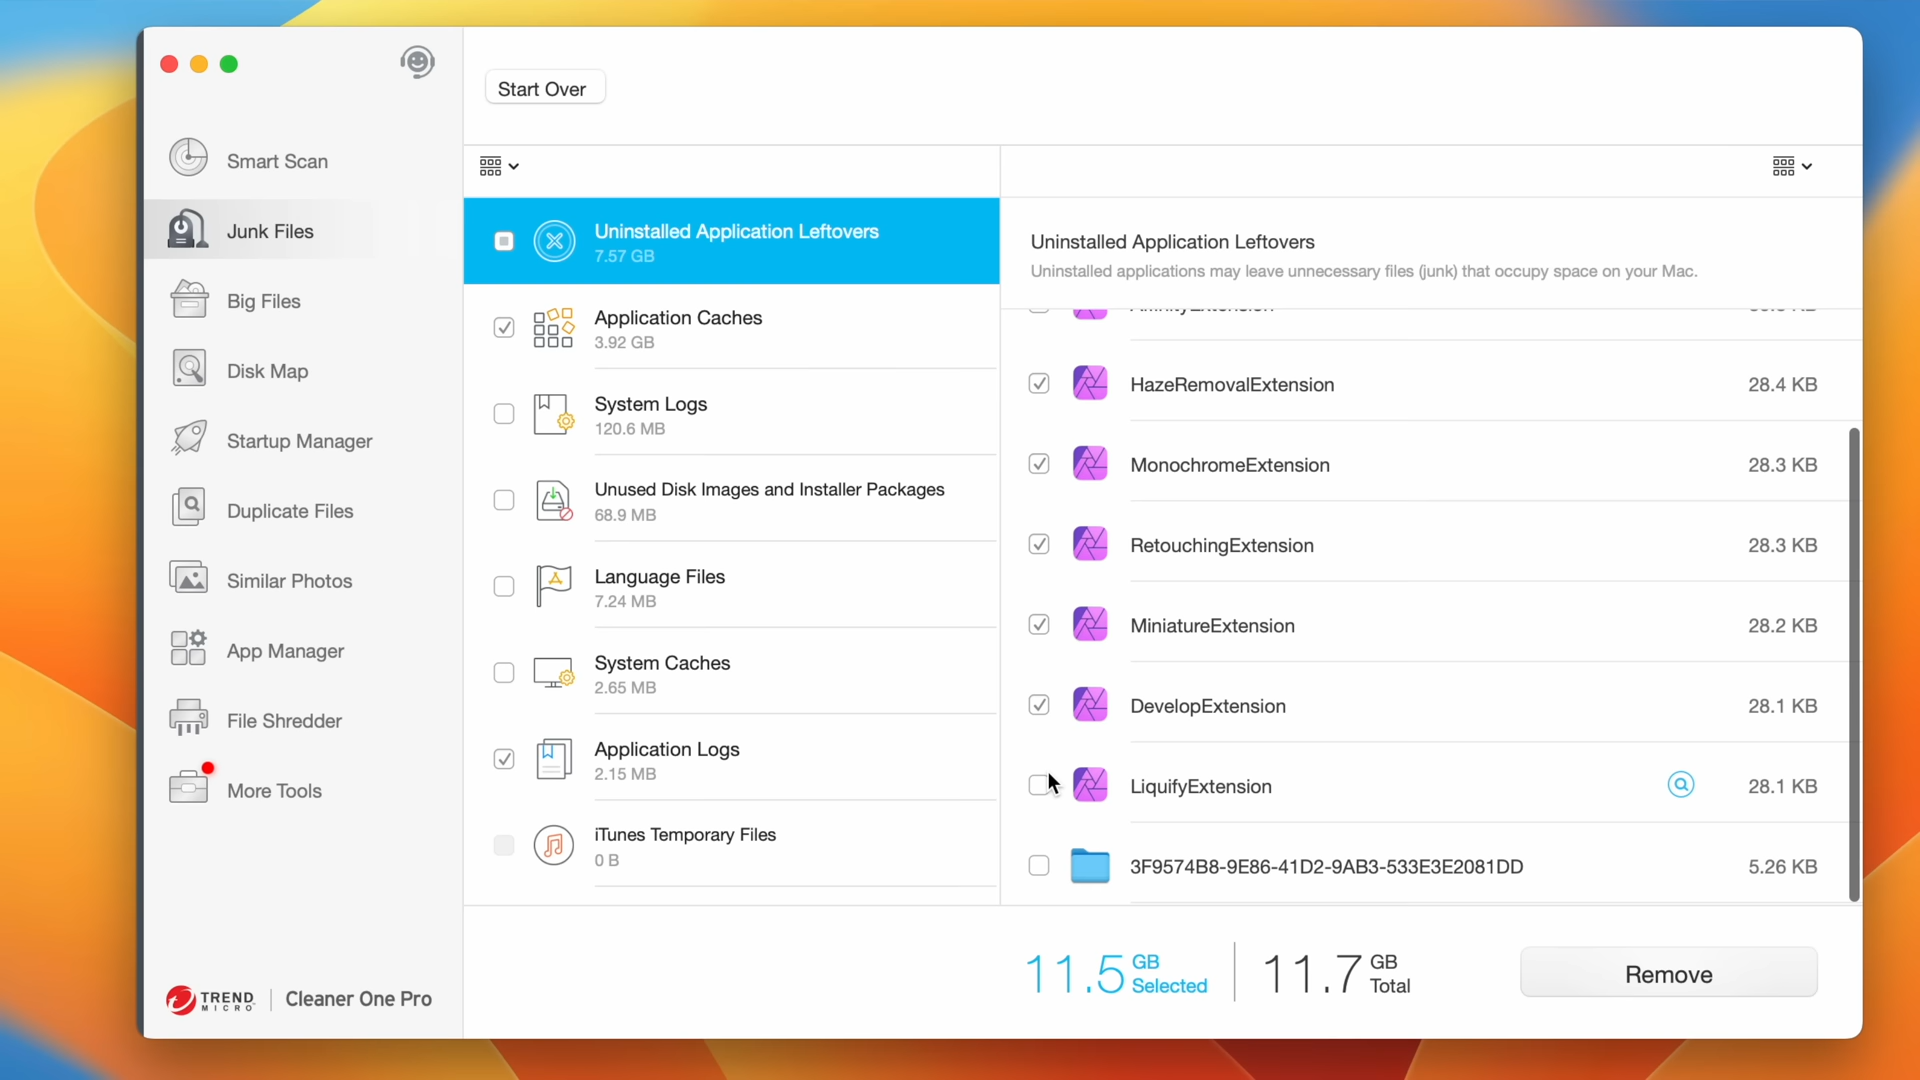 Start Over
Smart Scan
Junk Files
Big Files
Disk Map
Startup Manager
Duplicate Files
Similar Photos
App Manager
File Shredder
More Tools
TREND MICRO
Cleaner One Pro
Uninstalled Application Leftovers
7.57 GB
Application Caches
3.92 GB
System Logs
120.6 MB
Unused Disk Images and Installer Packages
68.9 MB
Language Files
7.24 MB
System Caches
2.65 MB
Application Logs
2.15 MB
iTunes Temporary Files
0 B
Uninstalled Application Leftovers
Uninstalled applications may leave unnecessary files (junk) that occupy space on your Mac.
HazeRemovalExtension 28.4 KB
MonochromeExtension 28.3 KB
RetouchingExtension 28.3 KB
MiniatureExtension 28.2 KB
DevelopExtension 28.1 KB
LiquifyExtension 28.1 KB
3F9574B8-9E86-41D2-9AB3-533E3E2081DD 5.26 KB
11.5 GB Selected
11.7 GB Total
Remove